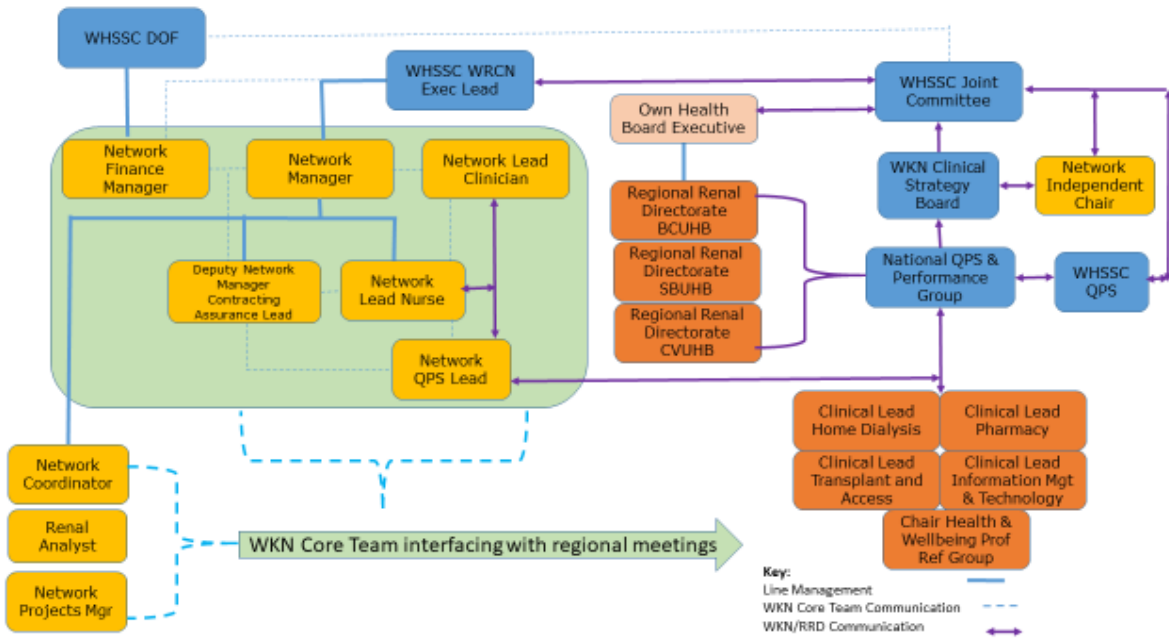 WHSSC DOF
WHSSC WRCN
Exec Lead
WHSSC Joint
Committee
Own Health
Board Executive
Network
Finance
Manager
Network
Manager
Network Lead
Clinician
WKN Clinical
Strategy
Board
Network
Independent
Chair
Regional Renal
Directorate
BCUHB
Regional Renal
Directorate
SBUHB
Regional Renal
Directorate
CVUHB
National QPS &
Performance
Group
WHSSC
QPS
Deputy Network
Manager
Contracting
Assurance Lead
Network
Lead Nurse
Network
QPS Lead
Clinical Lead
Home Dialysis
Clinical Lead
Pharmacy
Clinical Lead
Transplant and
Access
Clinical Lead
Information Mgt
& Technology
Chair Health &
Wellbeing Prof
Ref Group
Network
Coordinator
Renal
Analyst
Network
Projects Mgr
WKN Core Team interfacing with regional meetings
Key:
Line Management
WKN Core Team Communication
WKN/RRD Communication